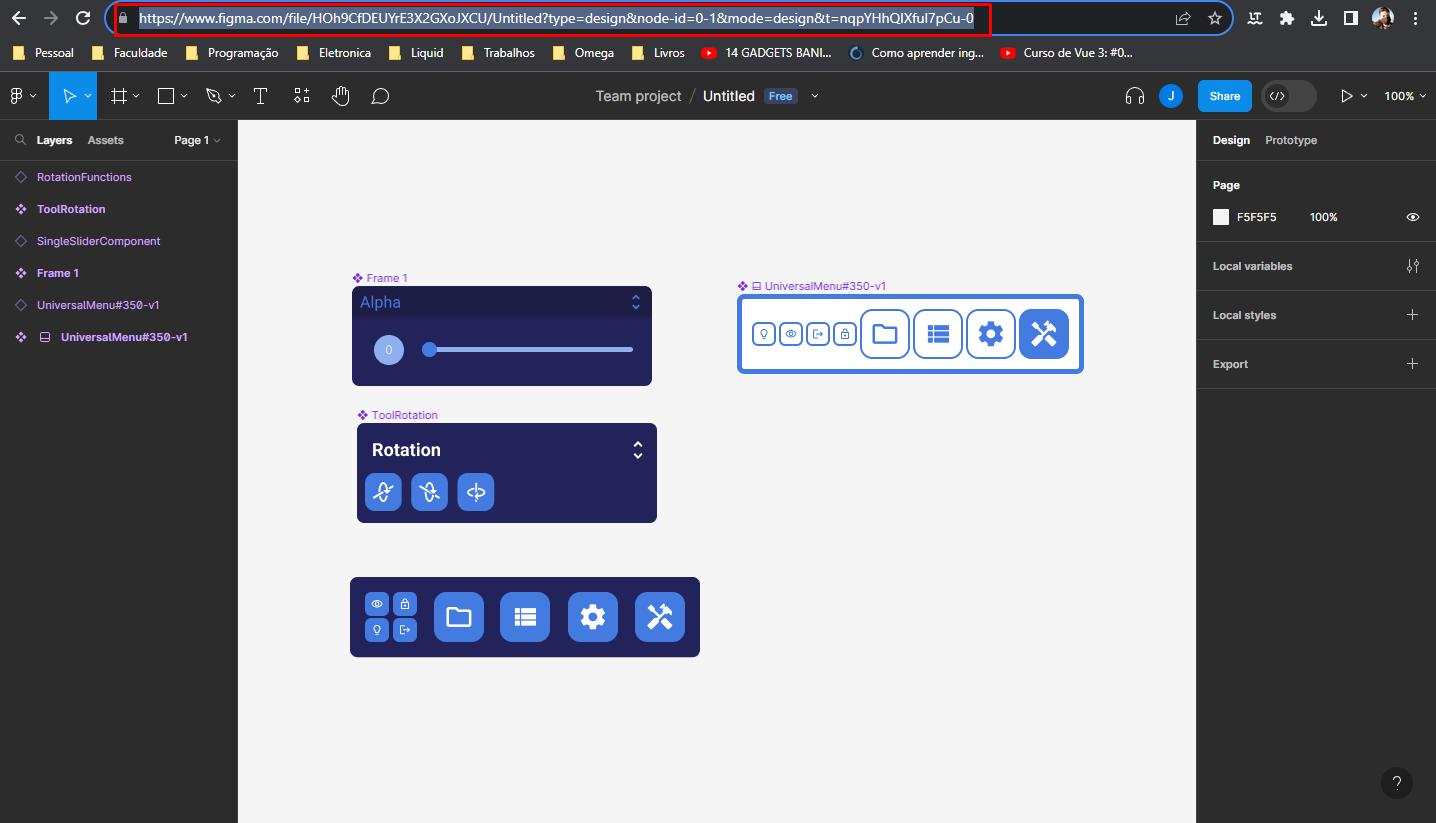 https://www.figma.com/file/HOh9CfDEUYrE3X2GXoJXCU/Untitled?type=design&node-id=0-1&mode=design&t=nqpYHhQlXfuI7pCu-0
Pessoal Faculdade Programação Eletronica Liquid Trabalhos Omega Livros 14 GADGETS BANI... Como aprender ing... Curso de Vue 3: #0...
Team project / Untitled Free
J Share 100%
Layers Assets Page 1
RotationFunctions
ToolRotation
SingleSliderComponent
Frame 1
UniversalMenu#350-v1
UniversalMenu#350-v1
Frame 1
Alpha
0
ToolRotation
Rotation
UniversalMenu#350-v1
Design Prototype
Page
F5F5F5 100%
Local variables
Local styles
Export
?